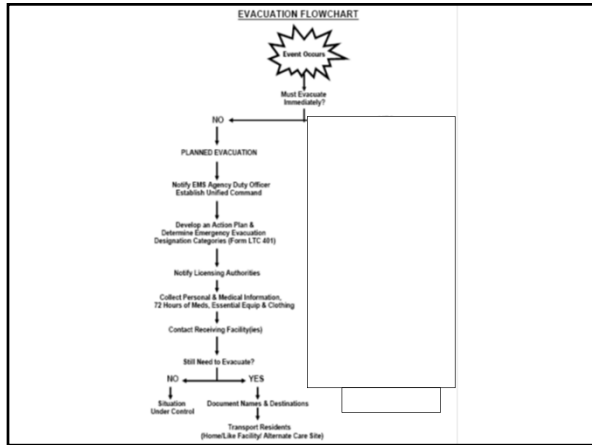 EVACUATION FLOWCHART
Event Occurs
Must Evacuate
Immediately?
NO
PLANNED EVACUATION
Notify EMS Agency Duty Officer
Establish Unified Command
Develop an Action Plan &
Determine Emergency Evacuation
Designation Categories (Form LTC 401)
Notify Licensing Authorities
Collect Personal & Medical Information,
72 Hours of Meds, Essential Equip & Clothing
Contact Receiving Facility(ies)
Still Need to Evacuate?
NO
YES
Situation
Under Control
Document Names & Destinations
Transport Residents
(Home/Like Facility/ Alternate Care Site)